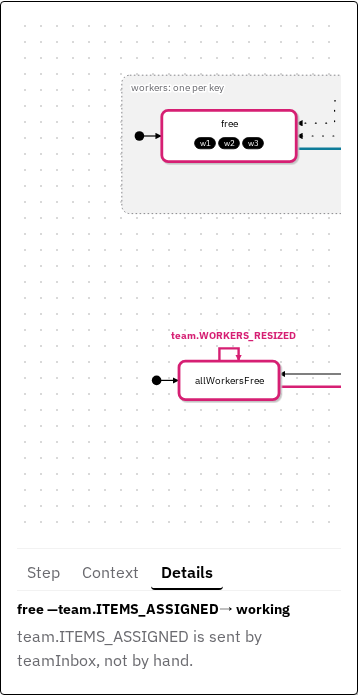 workers: one per key
free
w1 w2 w3
team.WORKERS_RESIZED
allWorkersFree
Step Context Details
free —team.ITEMS_ASSIGNED→ working
team.ITEMS_ASSIGNED is sent by
teamInbox, not by hand.